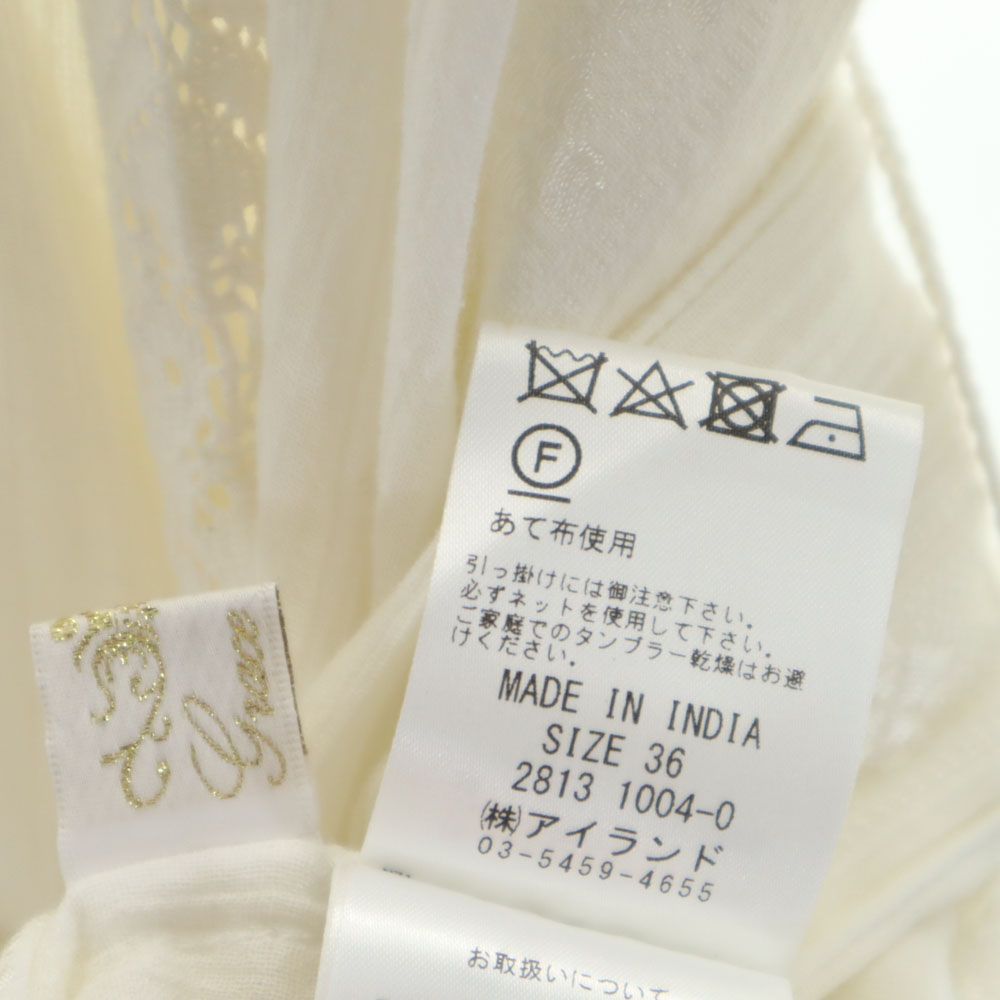 F
あて布使用
引っ掛けには御注意下さい。
必ずネットを使用して下さい。
ご家庭でのタンブラー乾燥はお避
けください。
MADE IN INDIA
SIZE 36
2813 1004-0
㈱アイランド
03-5459-4655
お取扱いについて
Grace